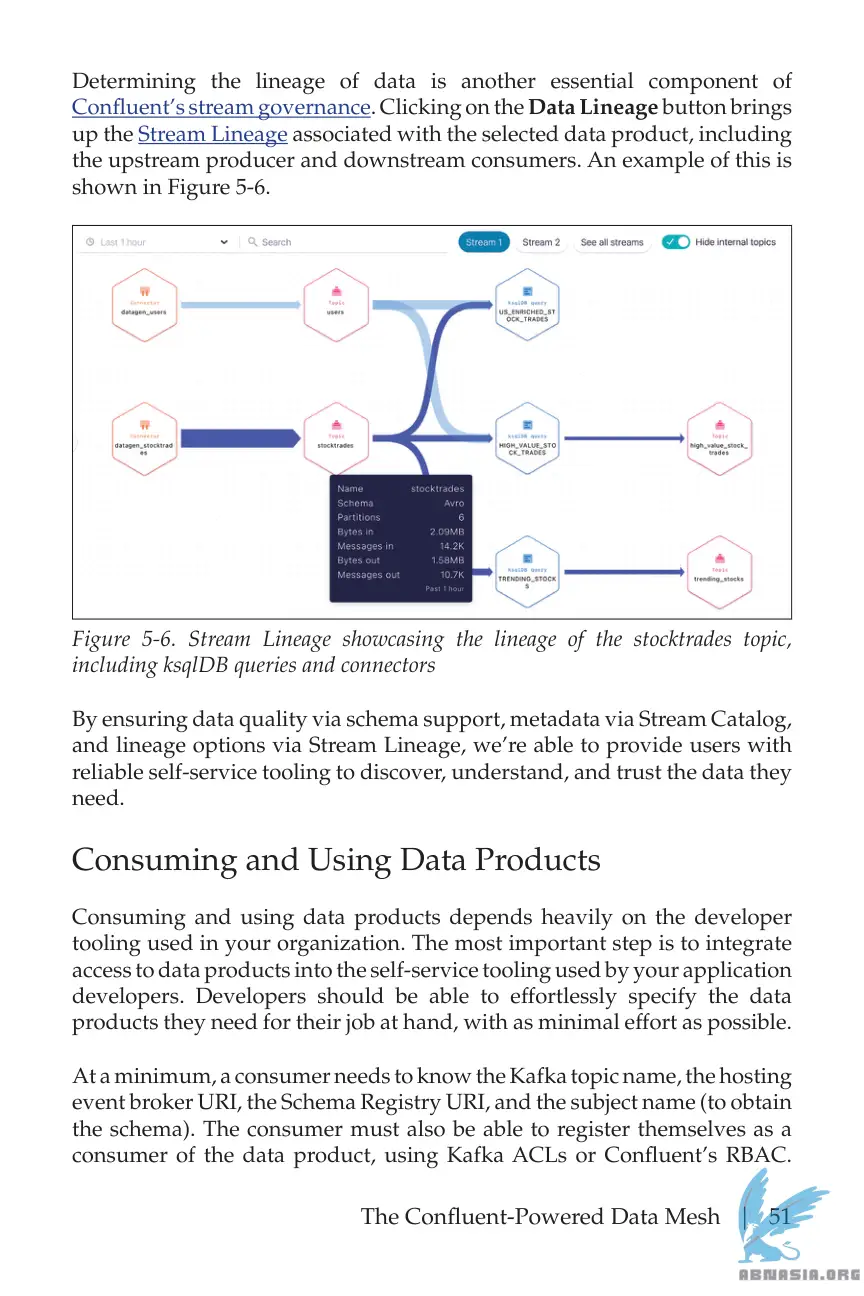 Determining the lineage of data is another essential component of
Confluent’s stream governance. Clicking on the Data Lineage button brings
up the Stream Lineage associated with the selected data product, including
the upstream producer and downstream consumers. An example of this is
shown in Figure 5-6.
Last 1 hour
Search
Stream 1
Stream 2
See all streams
Hide internal topics
Connector
datagen_users
Topic
users
ksqlDB query
US_ENRICHED_ST
OCK_TRADES
Connector
datagen_stocktrad
es
Topic
stocktrades
ksqlDB query
HIGH_VALUE_STO
CK_TRADES
Topic
high_value_stock_
trades
Name stocktrades
Schema Avro
Partitions 6
Bytes in 2.09MB
Messages in 14.2K
Bytes out 1.58MB
Messages out 10.7K
Past 1 hour
ksqlDB query
TRENDING_STOCK
S
Topic
trending_stocks
Figure 5-6. Stream Lineage showcasing the lineage of the stocktrades topic,
including ksqlDB queries and connectors
By ensuring data quality via schema support, metadata via Stream Catalog,
and lineage options via Stream Lineage, we’re able to provide users with
reliable self-service tooling to discover, understand, and trust the data they
need.
Consuming and Using Data Products
Consuming and using data products depends heavily on the developer
tooling used in your organization. The most important step is to integrate
access to data products into the self-service tooling used by your application
developers. Developers should be able to effortlessly specify the data
products they need for their job at hand, with as minimal effort as possible.
At a minimum, a consumer needs to know the Kafka topic name, the hosting
event broker URI, the Schema Registry URI, and the subject name (to obtain
the schema). The consumer must also be able to register themselves as a
consumer of the data product, using Kafka ACLs or Confluent’s RBAC.
The Confluent-Powered Data Mesh | 51
ABNASIA.ORG